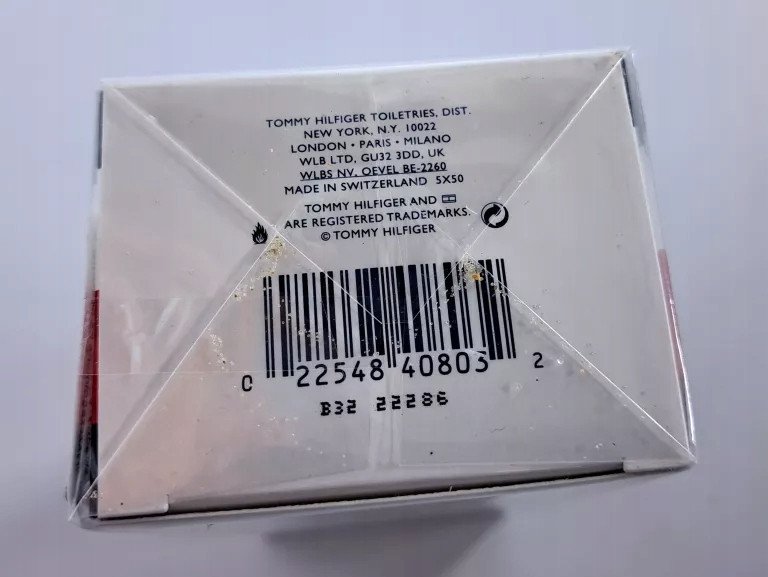 TOMMY HILFIGER TOILETRIES, DIST.
NEW YORK, N.Y. 10022
LONDON • PARIS • MILANO
WLB LTD, GU32 3DD, UK
WLBS NV, OEVEL BE-2260
MADE IN SWITZERLAND 5X50
TOMMY HILFIGER AND
ARE REGISTERED TRADEMARKS.
© TOMMY HILFIGER
0 22548 40803 2
B32 22286